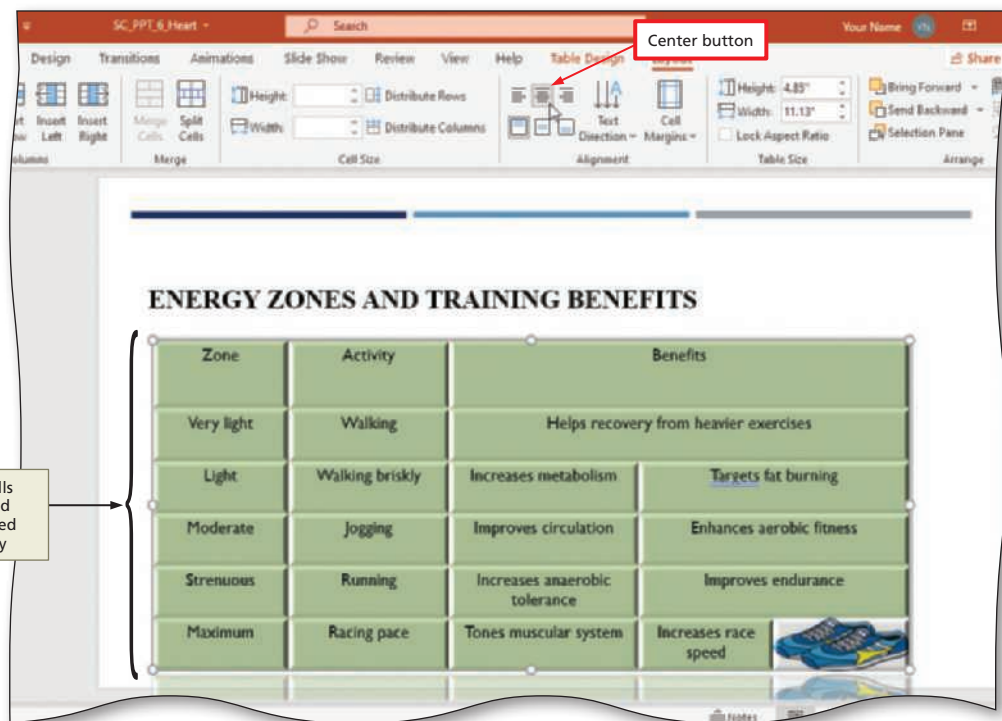 SC_PPT_6_Heart
Search
Your Name
YN
Center button
Design Transitions Animations Slide Show Review View Help Table Design Layout Share
Insert Left
Insert Right
Merge Cells
Split Cells
Height:
Width:
Distribute Rows
Distribute Columns
Text Direction
Cell Margins
Height: 4.85"
Width: 11.13"
Lock Aspect Ratio
Bring Forward
Send Backward
Selection Pane
Merge Cell Size Alignment Table Size Arrange
ENERGY ZONES AND TRAINING BENEFITS
Zone Activity Benefits
Very light Walking Helps recovery from heavier exercises
Light Walking briskly Increases metabolism Targets fat burning
Moderate Jogging Improves circulation Enhances aerobic fitness
Strenuous Running Increases anaerobic tolerance Improves endurance
Maximum Racing pace Tones muscular system Increases race speed
Notes